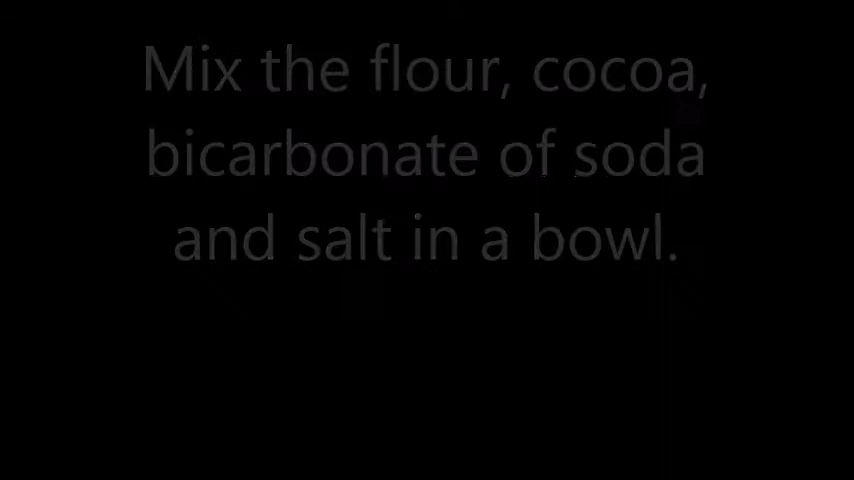 Mix the flour, cocoa,
bicarbonate of soda
and salt in a bowl.